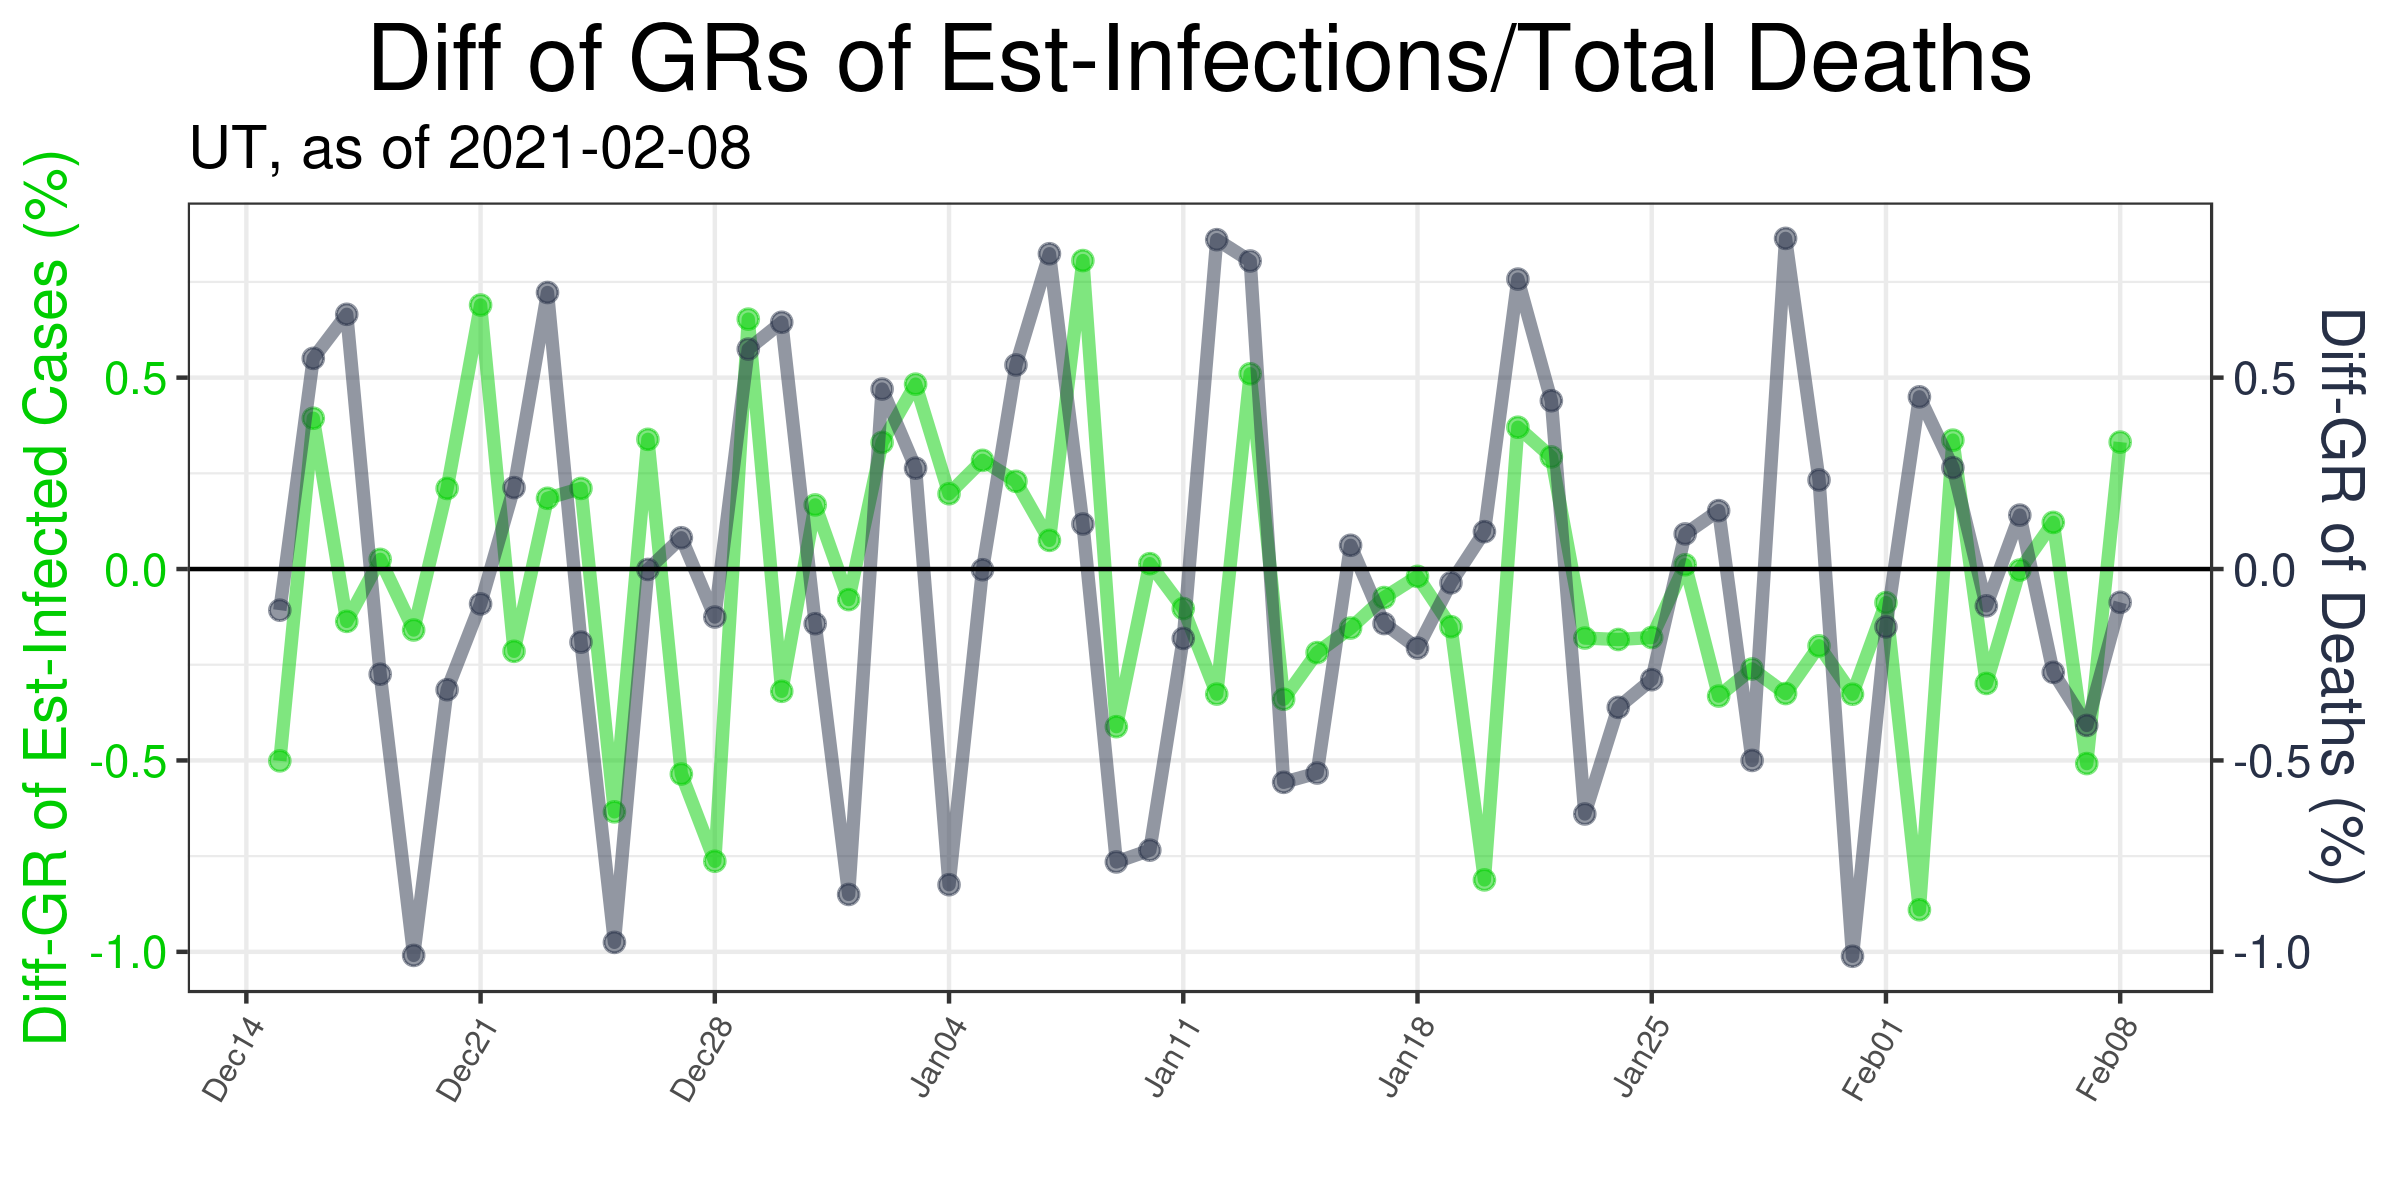 Diff of GRs of Est-Infections/Total Deaths
UT, as of 2021-02-08
Diff-GR of Est-Infected Cases (%)
0.5
0.0
-0.5
-1.0
0.5
0.0
-0.5
-1.0
Diff-GR of Deaths (%)
Dec14
Dec21
Dec28
Jan04
Jan11
Jan18
Jan25
Feb01
Feb08